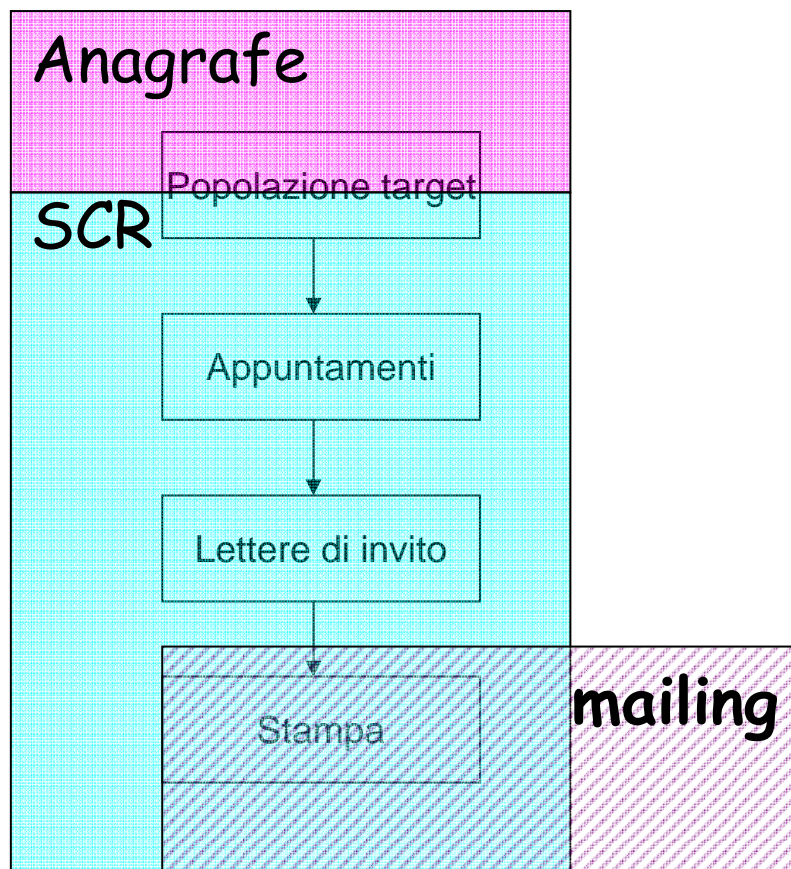 Anagrafe
Popolazione target
SCR
Appuntamenti
Lettere di invito
Stampa
mailing